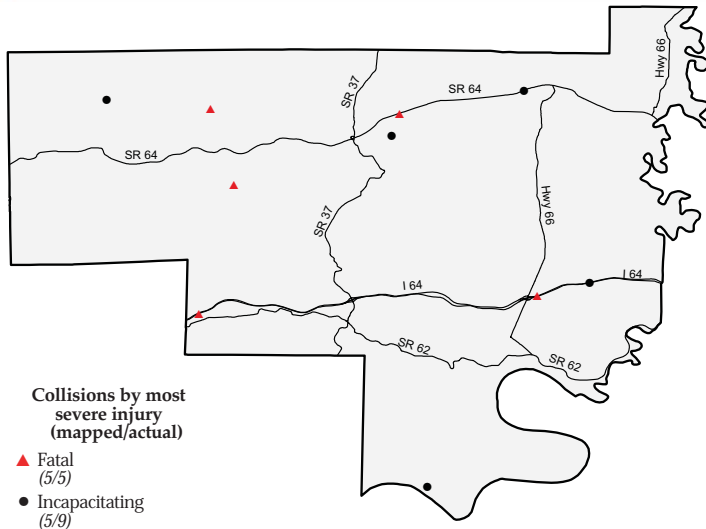 Hwy 66
SR 37
SR 64
SR 64
Hwy 66
SR 37
I 64
I 64
SR 62
SR 62
Collisions by most
severe injury
(mapped/actual)
Fatal
(5/5)
Incapacitating
(5/9)